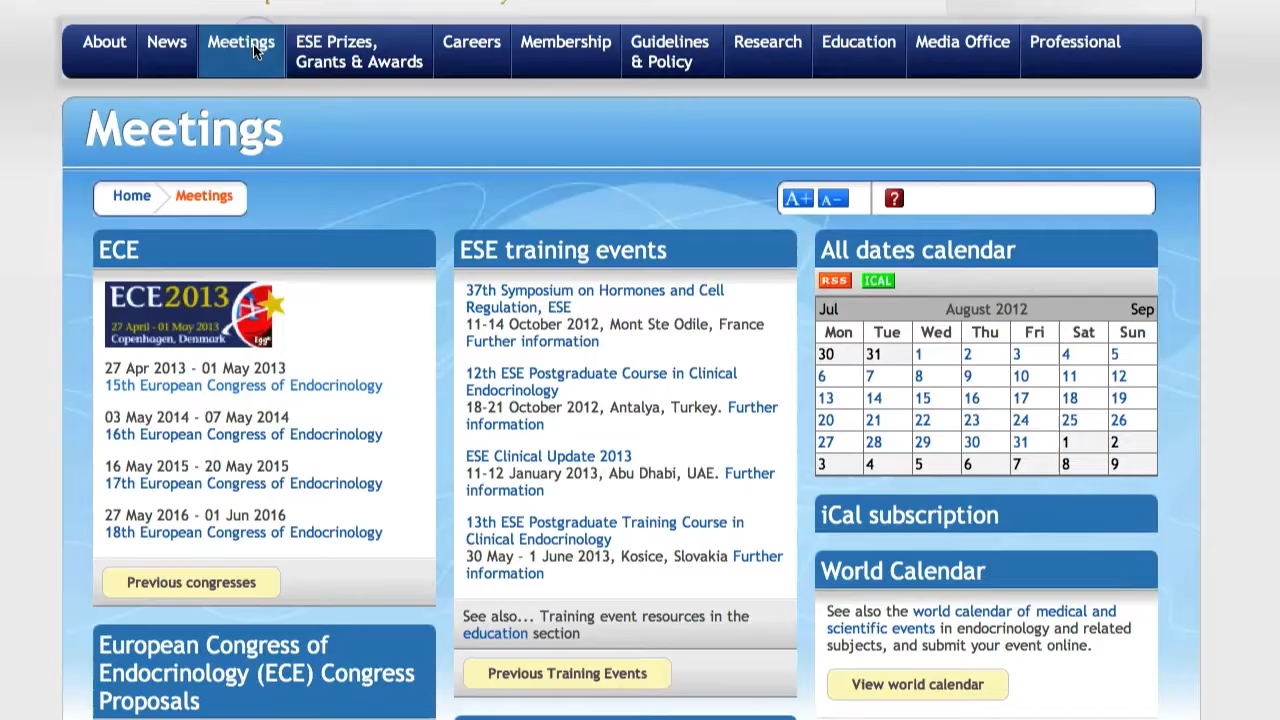 About
News
Meetings
ESE Prizes,
Grants & Awards
Careers
Membership
Guidelines
& Policy
Research
Education
Media Office
Professional
Meetings
Home
Meetings
A+ A-
?
ECE
ECE2013
27 April - 01 May 2013
Copenhagen, Denmark
27 Apr 2013 - 01 May 2013
15th European Congress of Endocrinology
03 May 2014 - 07 May 2014
16th European Congress of Endocrinology
16 May 2015 - 20 May 2015
17th European Congress of Endocrinology
27 May 2016 - 01 Jun 2016
18th European Congress of Endocrinology
Previous congresses
European Congress of
Endocrinology (ECE) Congress
Proposals
ESE training events
37th Symposium on Hormones and Cell
Regulation, ESE
11-14 October 2012, Mont Ste Odile, France
Further information
12th ESE Postgraduate Course in Clinical
Endocrinology
18-21 October 2012, Antalya, Turkey. Further
information
ESE Clinical Update 2013
11-12 January 2013, Abu Dhabi, UAE. Further
information
13th ESE Postgraduate Training Course in
Clinical Endocrinology
30 May - 1 June 2013, Kosice, Slovakia Further
information
See also... Training event resources in the
education section
Previous Training Events
All dates calendar
RSS ICAL
Jul August 2012 Sep
Mon Tue Wed Thu Fri Sat Sun
30 31 1 2 3 4 5
6 7 8 9 10 11 12
13 14 15 16 17 18 19
20 21 22 23 24 25 26
27 28 29 30 31 1 2
3 4 5 6 7 8 9
iCal subscription
World Calendar
See also the world calendar of medical and
scientific events in endocrinology and related
subjects, and submit your event online.
View world calendar